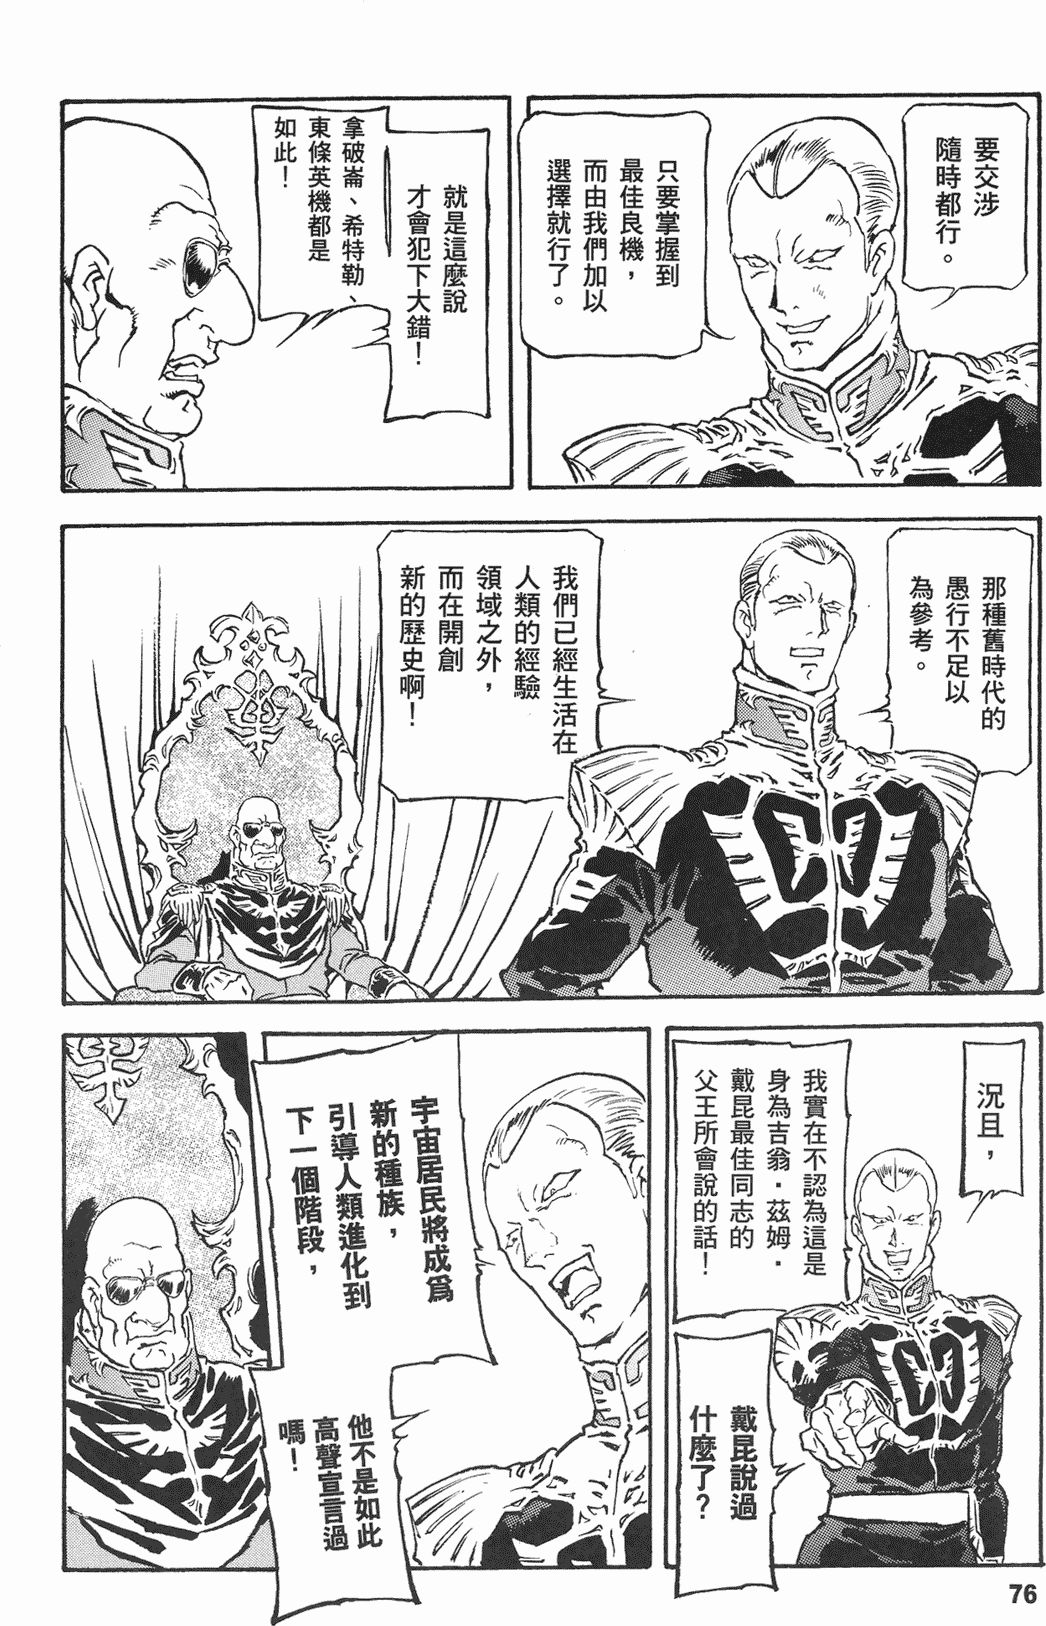 要交涉
隨時都行。
只要掌握到
最佳良機，
而由我們加以
選擇就行了。
就是這麼說
才會犯下大錯！
拿破崙、希特勒、
東條英機都是
如此！
那種舊時代的
愚行不足以
為參考。
我們已經生活在
人類的經驗
領域之外，
而在開創
新的歷史啊！
況且，
我實在不認為這是
身為吉翁．茲姆．
戴昆最佳同志的
父王所會說的話！
戴昆說過
什麼了？
宇宙居民將成爲
新的種族，
引導人類進化到
下一個階段，
他不是如此
高聲宣言過
嗎！
76